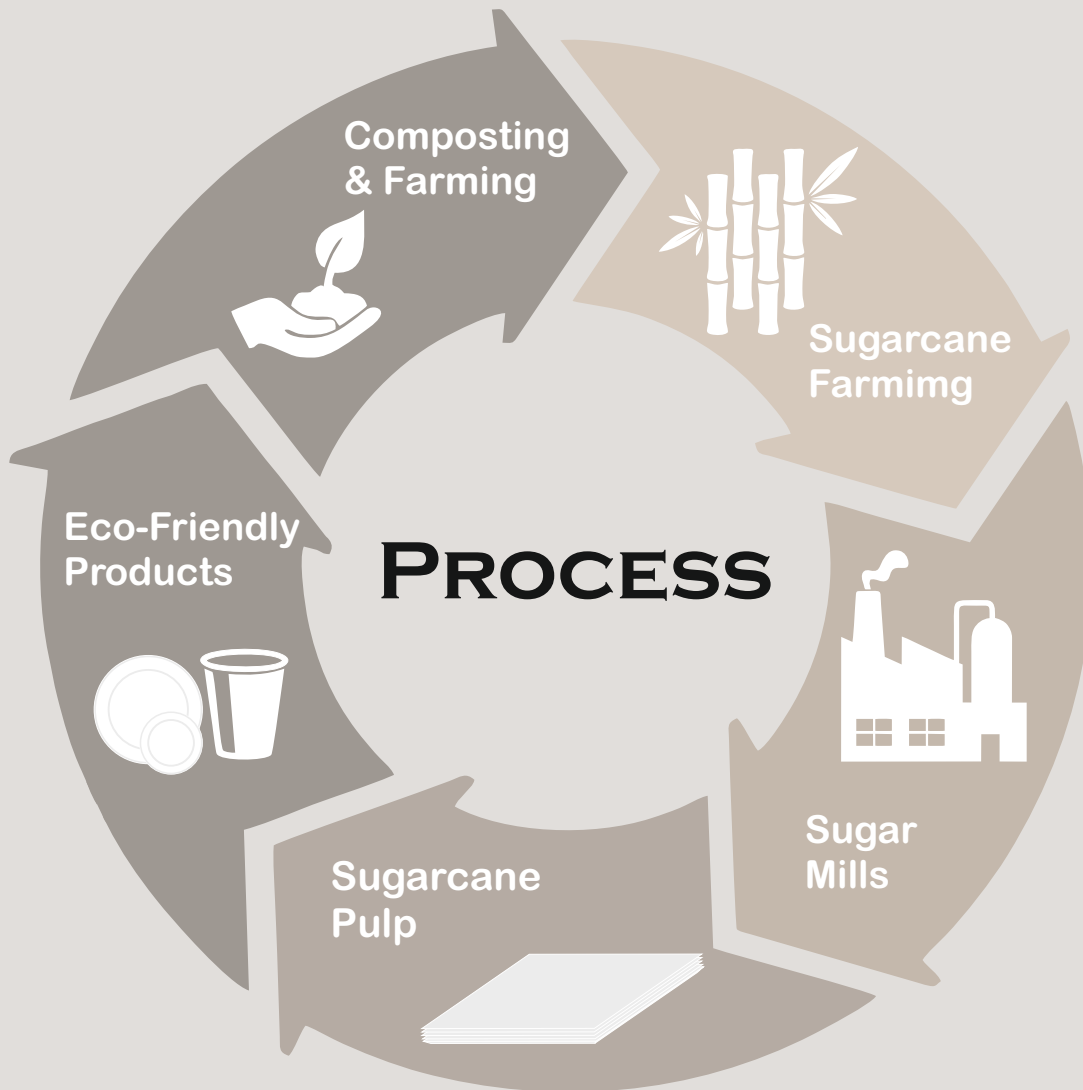 Process
Composting
& Farming
Sugarcane
Farmimg
Sugar
Mills
Sugarcane
Pulp
Eco-Friendly
Products